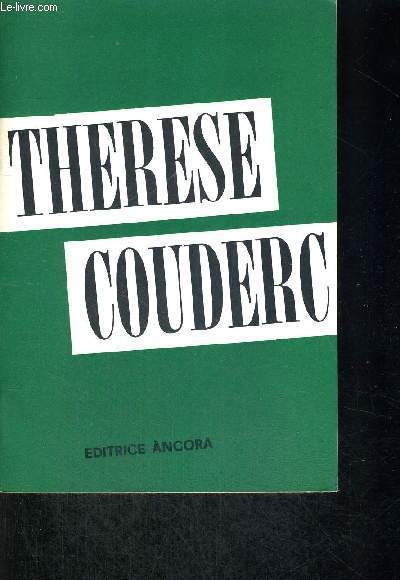 Le-livre.com
THERESE
COUDERC
EDITRICE ÀNCORA